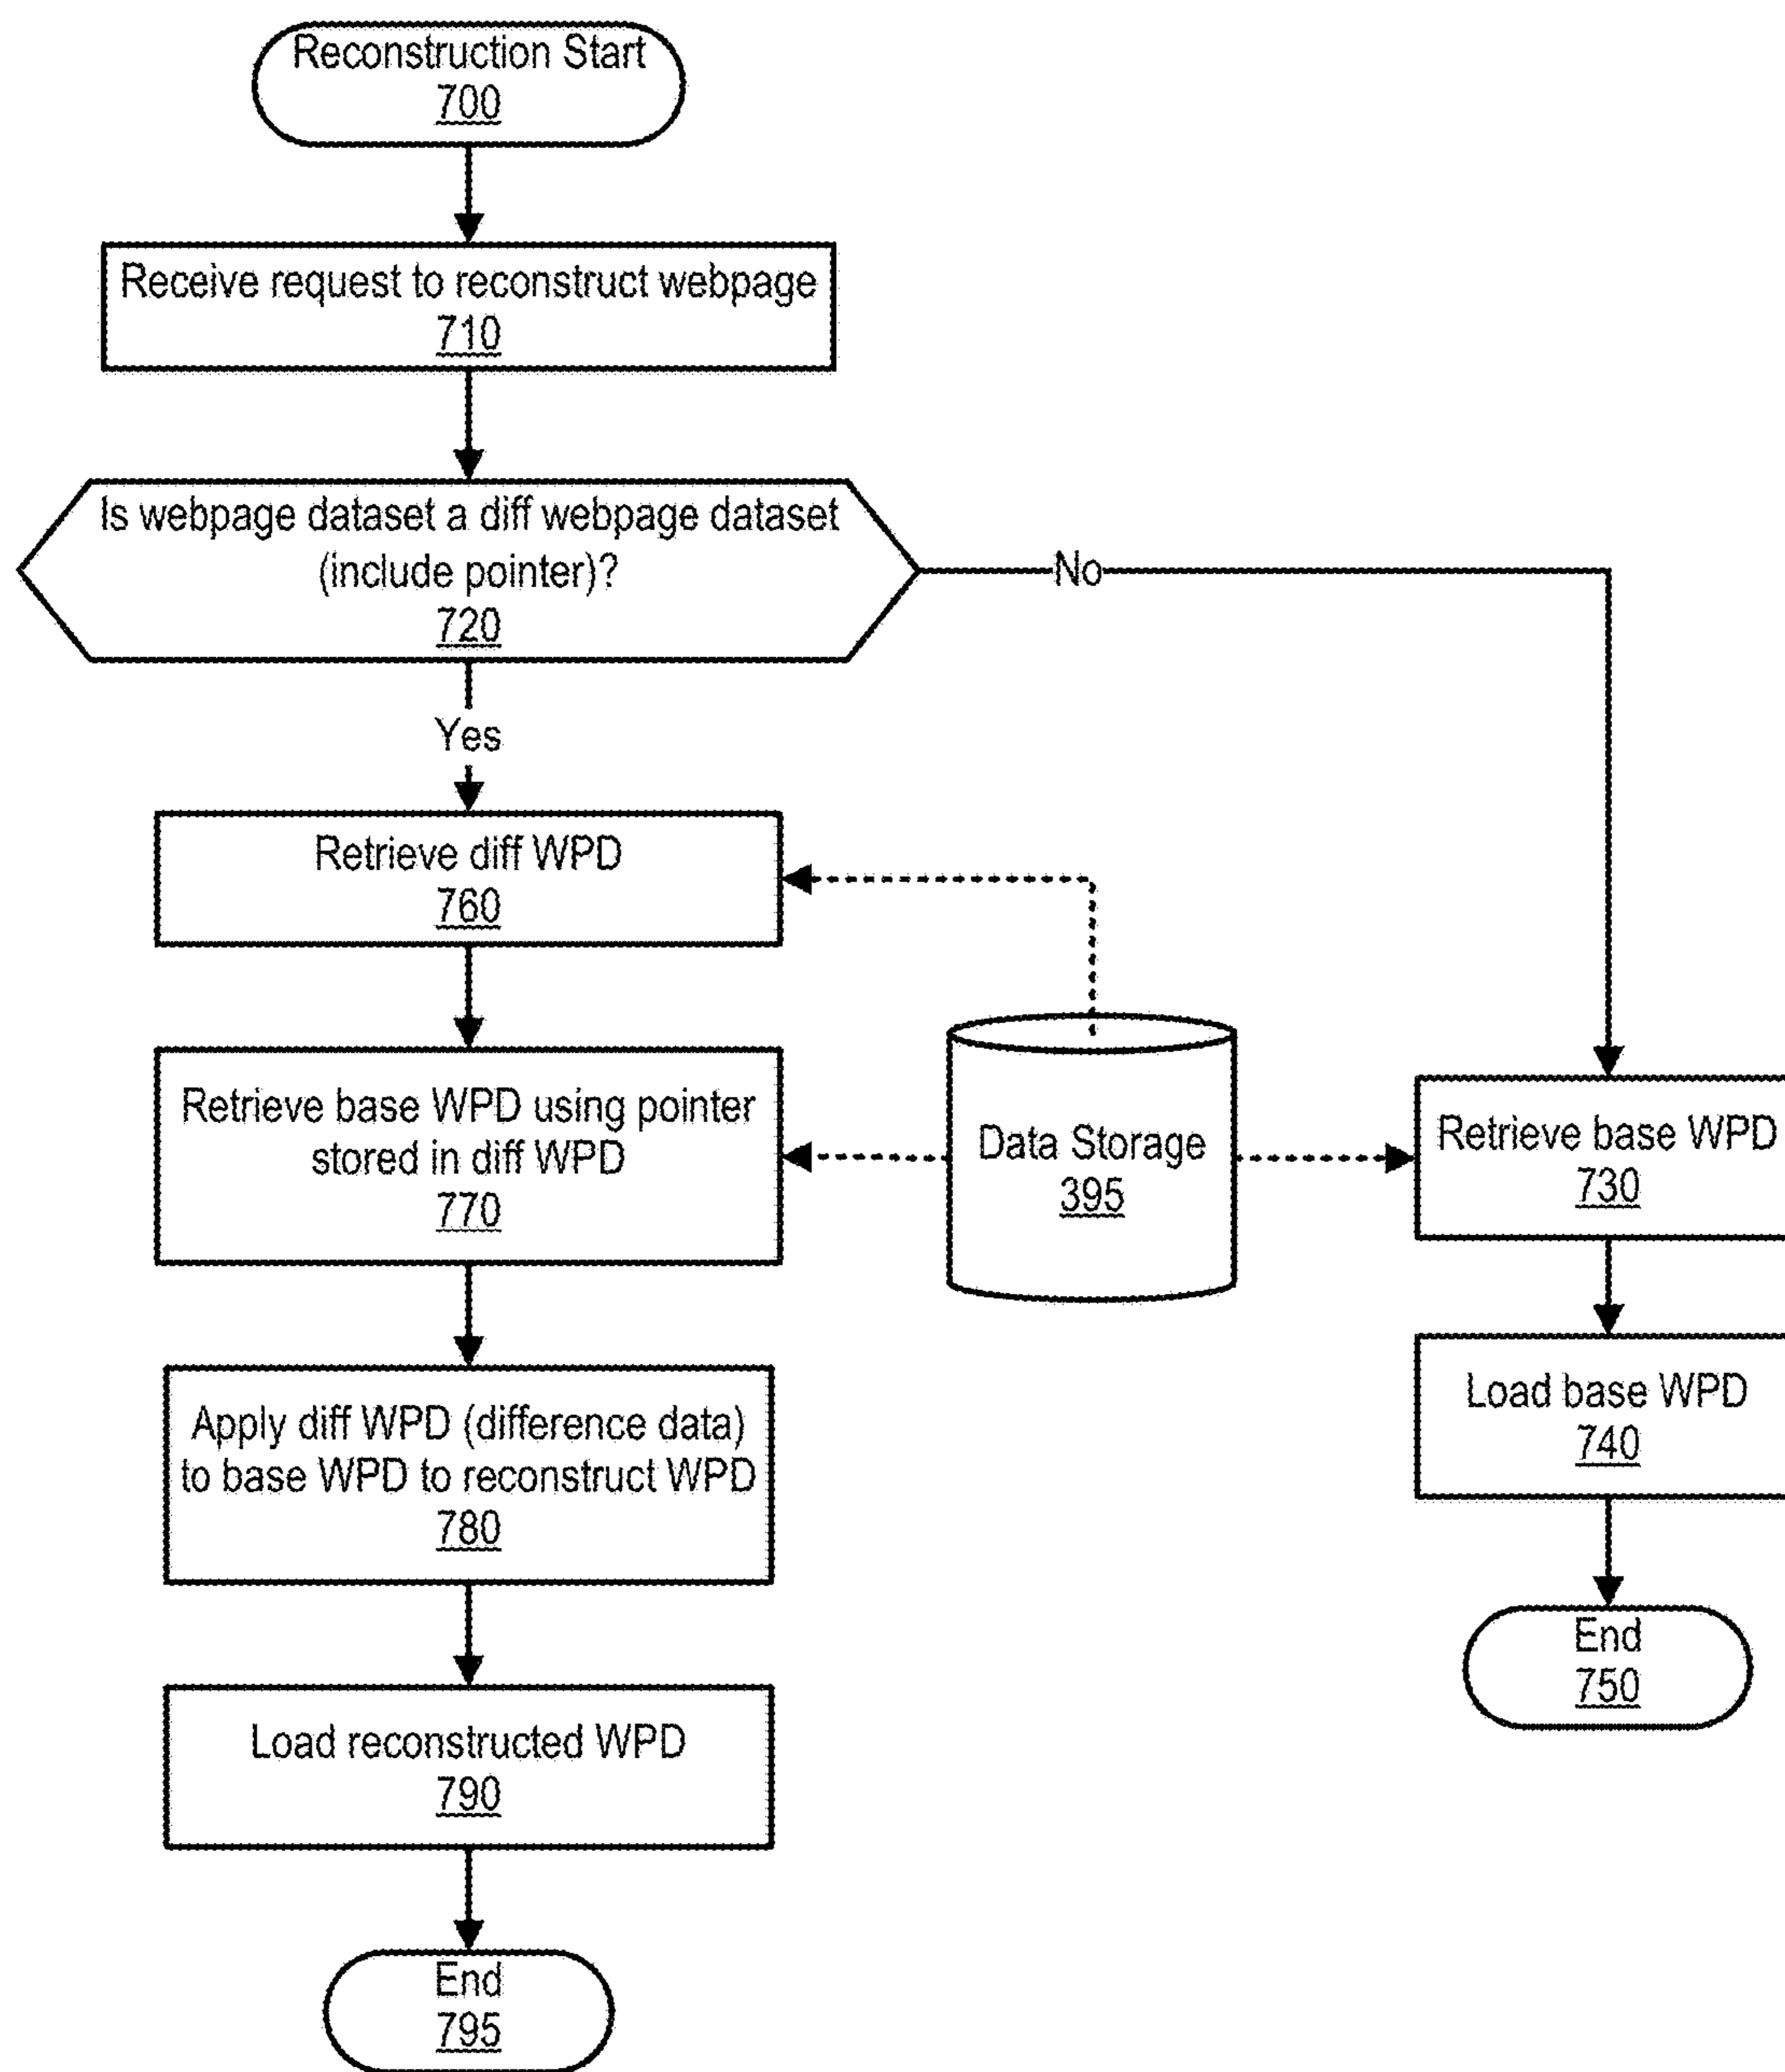 Reconstruction Start
700
Receive request to reconstruct webpage
710
Is webpage dataset a diff webpage dataset
(include pointer)?
720
No
Yes
Retrieve diff WPD
760
Retrieve base WPD using pointer
stored in diff WPD
770
Data Storage
395
Retrieve base WPD
730
Apply diff WPD (difference data)
to base WPD to reconstruct WPD
780
Load base WPD
740
Load reconstructed WPD
790
End
750
End
795